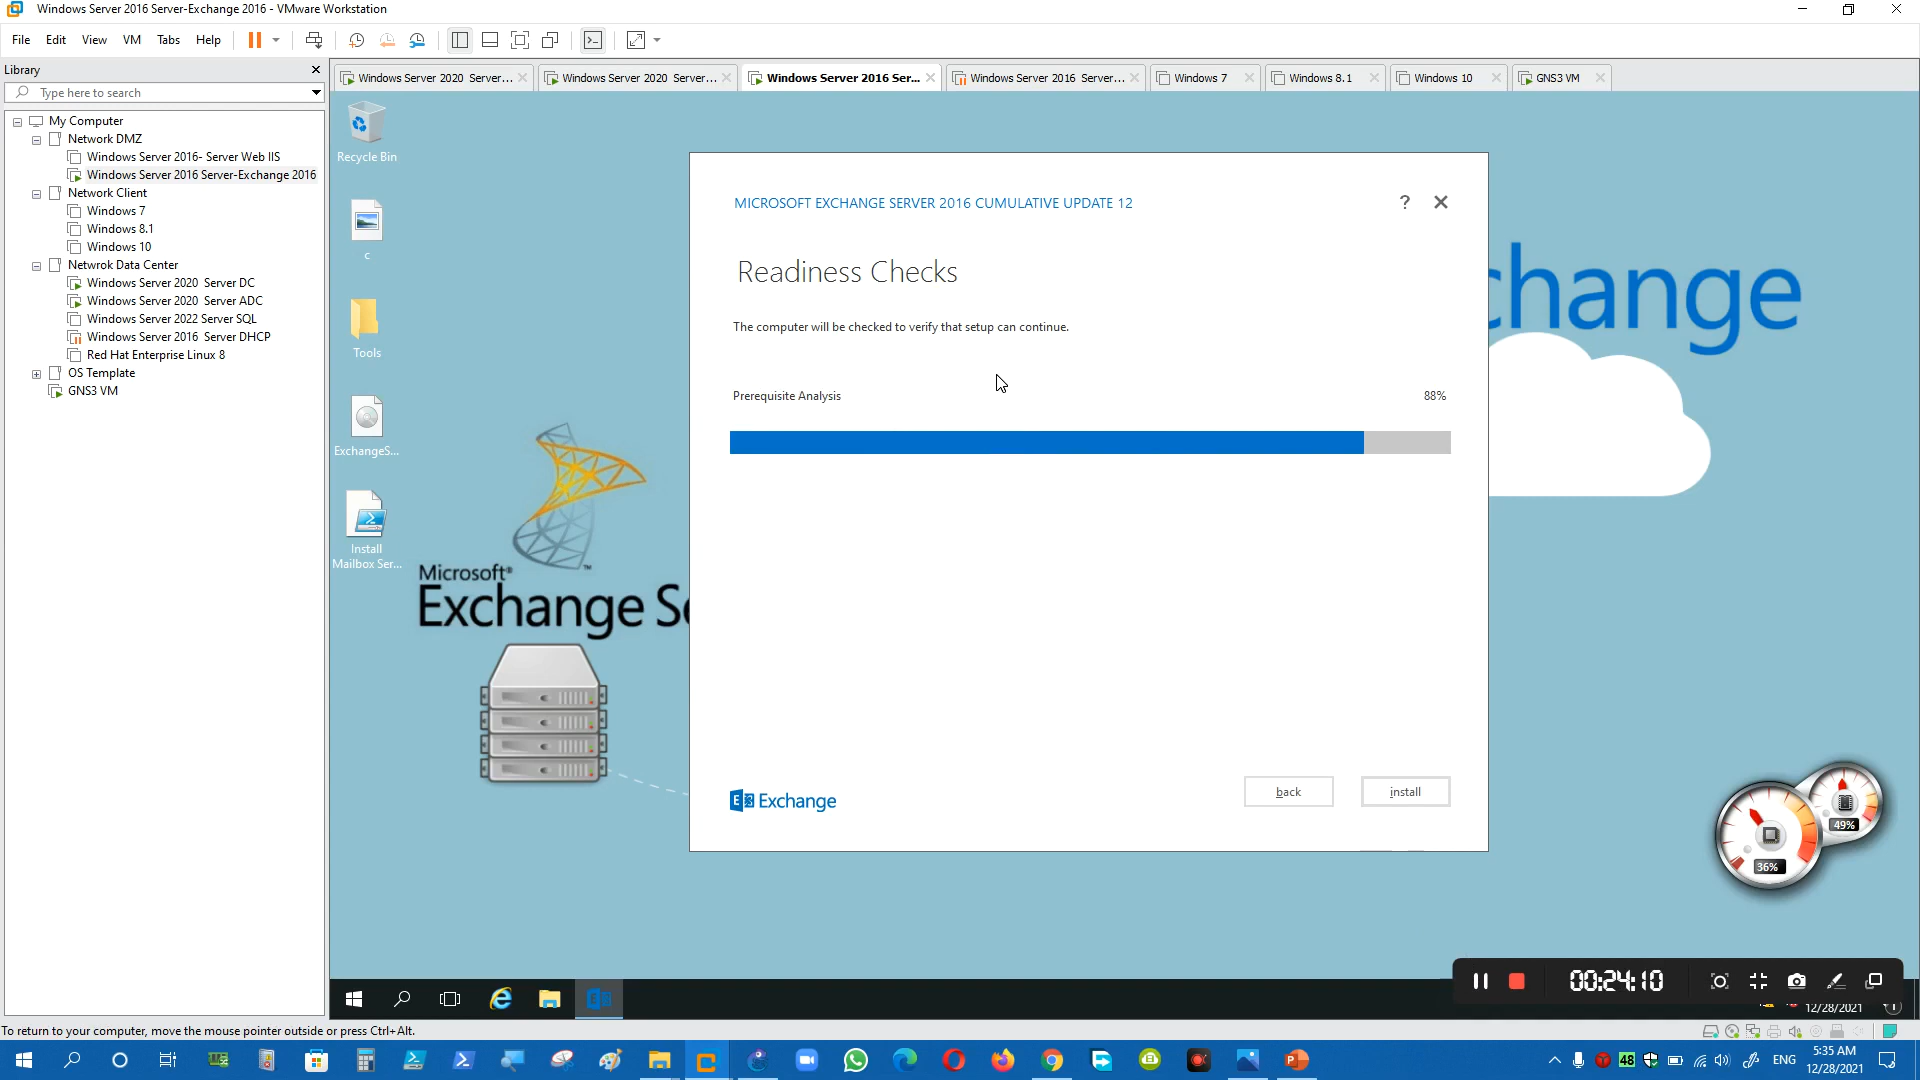 Windows Server 2016 Server-Exchange 2016 - VMware Workstation
File Edit View VM Tabs Help
Library
Type here to search
My Computer
Network DMZ
Windows Server 2016- Server Web IIS
Windows Server 2016 Server-Exchange 2016
Network Client
Windows 7
Windows 8.1
Windows 10
Netwrok Data Center
Windows Server 2020 Server DC
Windows Server 2020 Server ADC
Windows Server 2022 Server SQL
Windows Server 2016 Server DHCP
Red Hat Enterprise Linux 8
OS Template
GNS3 VM
Windows Server 2020 Server... Windows Server 2020 Server... Windows Server 2016 Ser... Windows Server 2016 Server... Windows 7 Windows 8.1 Windows 10 GNS3 VM
Recycle Bin
c
Tools
ExchangeS...
Install
Mailbox Ser...
Microsoft®
Exchange Se
change
MICROSOFT EXCHANGE SERVER 2016 CUMULATIVE UPDATE 12
?
Readiness Checks
The computer will be checked to verify that setup can continue.
Prerequisite Analysis 88%
Exchange
back install
49%
36%
00:24:10
12/28/2021
To return to your computer, move the mouse pointer outside or press Ctrl+Alt.
48
ENG
5:35 AM
12/28/2021